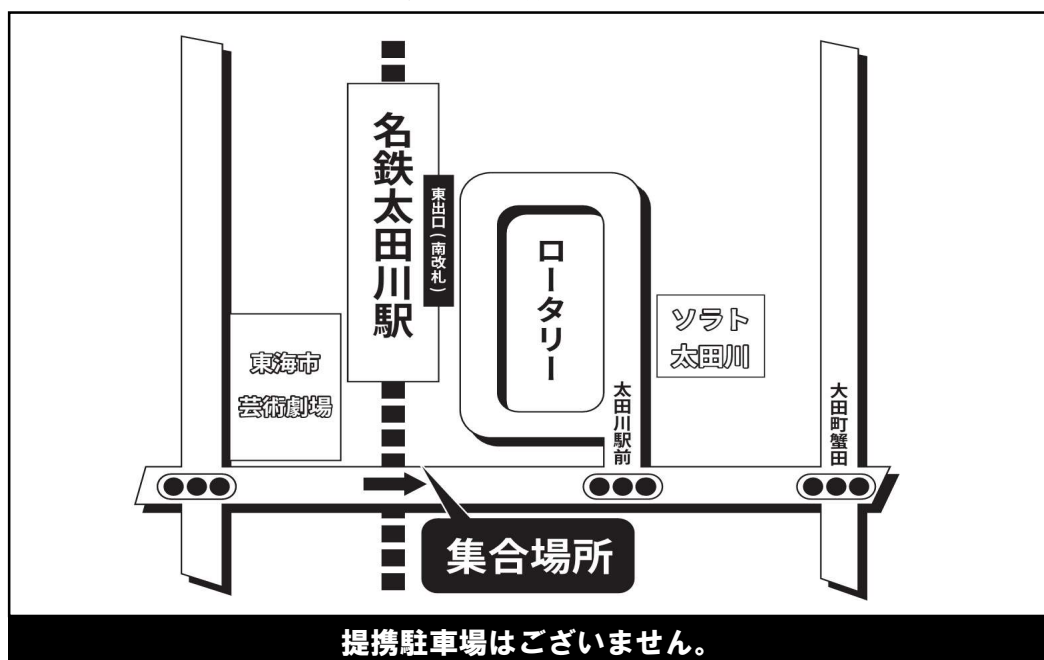 名鉄太田川駅
東出口(南改札)
ロータリー
ソラト
太田川
東海市
芸術劇場
太田川駅前
大田町蟹田
集合場所
提携駐車場はございません。